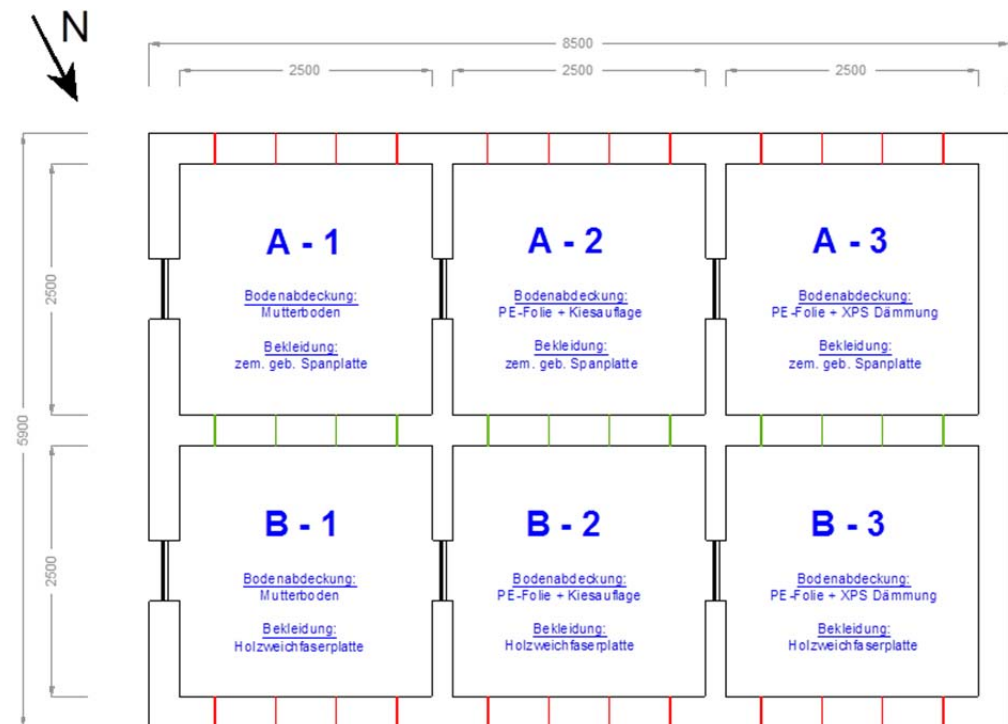 N
8500
2500 2500 2500
5900
2500
A - 1
Bodenabdeckung:
Mutterboden
Bekleidung:
zem. geb. Spanplatte
A - 2
Bodenabdeckung:
PE-Folie + Kiesauflage
Bekleidung:
zem. geb. Spanplatte
A - 3
Bodenabdeckung:
PE-Folie + XPS Dämmung
Bekleidung:
zem. geb. Spanplatte
2500
B - 1
Bodenabdeckung:
Mutterboden
Bekleidung:
Holzweichfaserplatte
B - 2
Bodenabdeckung:
PE-Folie + Kiesauflage
Bekleidung:
Holzweichfaserplatte
B - 3
Bodenabdeckung:
PE-Folie + XPS Dämmung
Bekleidung:
Holzweichfaserplatte